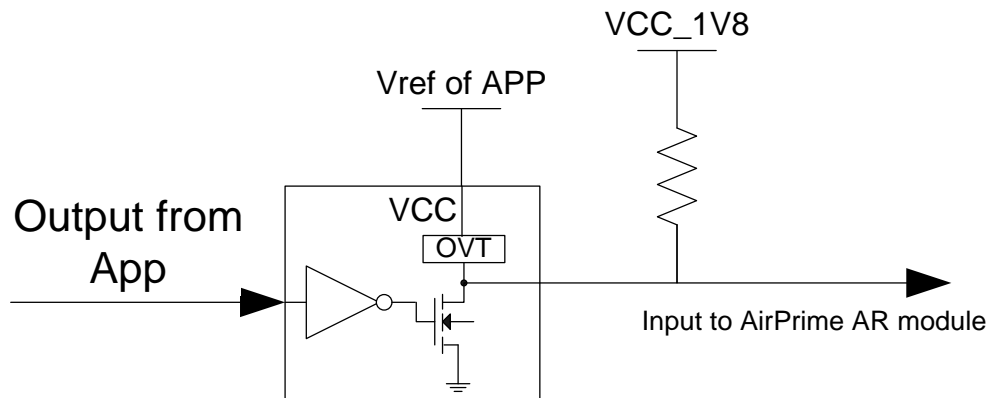 VCC_1V8
Vref of APP
Output from
App
VCC
OVT
Input to AirPrime AR module